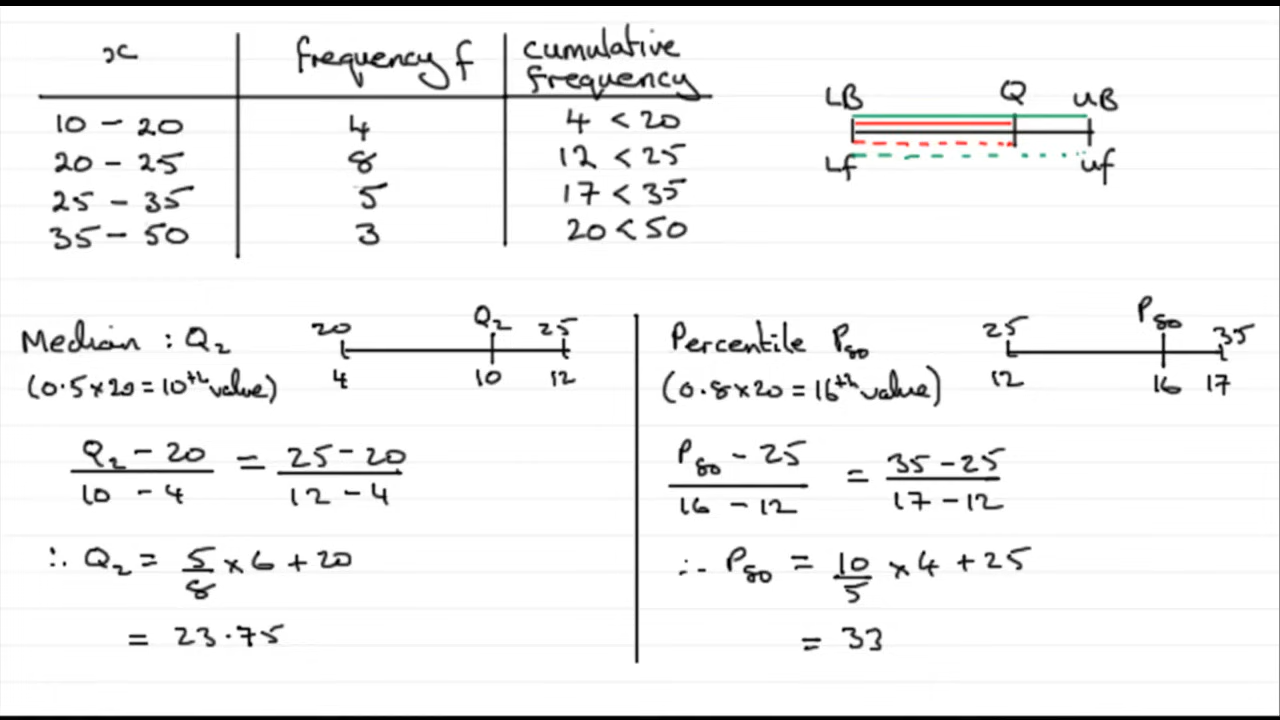 x frequency f cumulative frequency
10 - 20 4 4 < 20
20 - 25 8 12 < 25
25 - 35 5 17 < 35
35 - 50 3 20 < 50
LB Q UB
Lf uf
Median : Q₂
(0.5 × 20 = 10ᵗʰ value)
20 Q₂ 25
4 10 12
Q₂ - 20 = 25 - 20
10 - 4 12 - 4
∴ Q₂ = 5/8 × 6 + 20
= 23.75
Percentile P₈₀
(0.8 × 20 = 16ᵗʰ value)
25 P₈₀ 35
12 16 17
P₈₀ - 25 = 35 - 25
16 - 12 17 - 12
∴ P₈₀ = 10/5 × 4 + 25
= 33